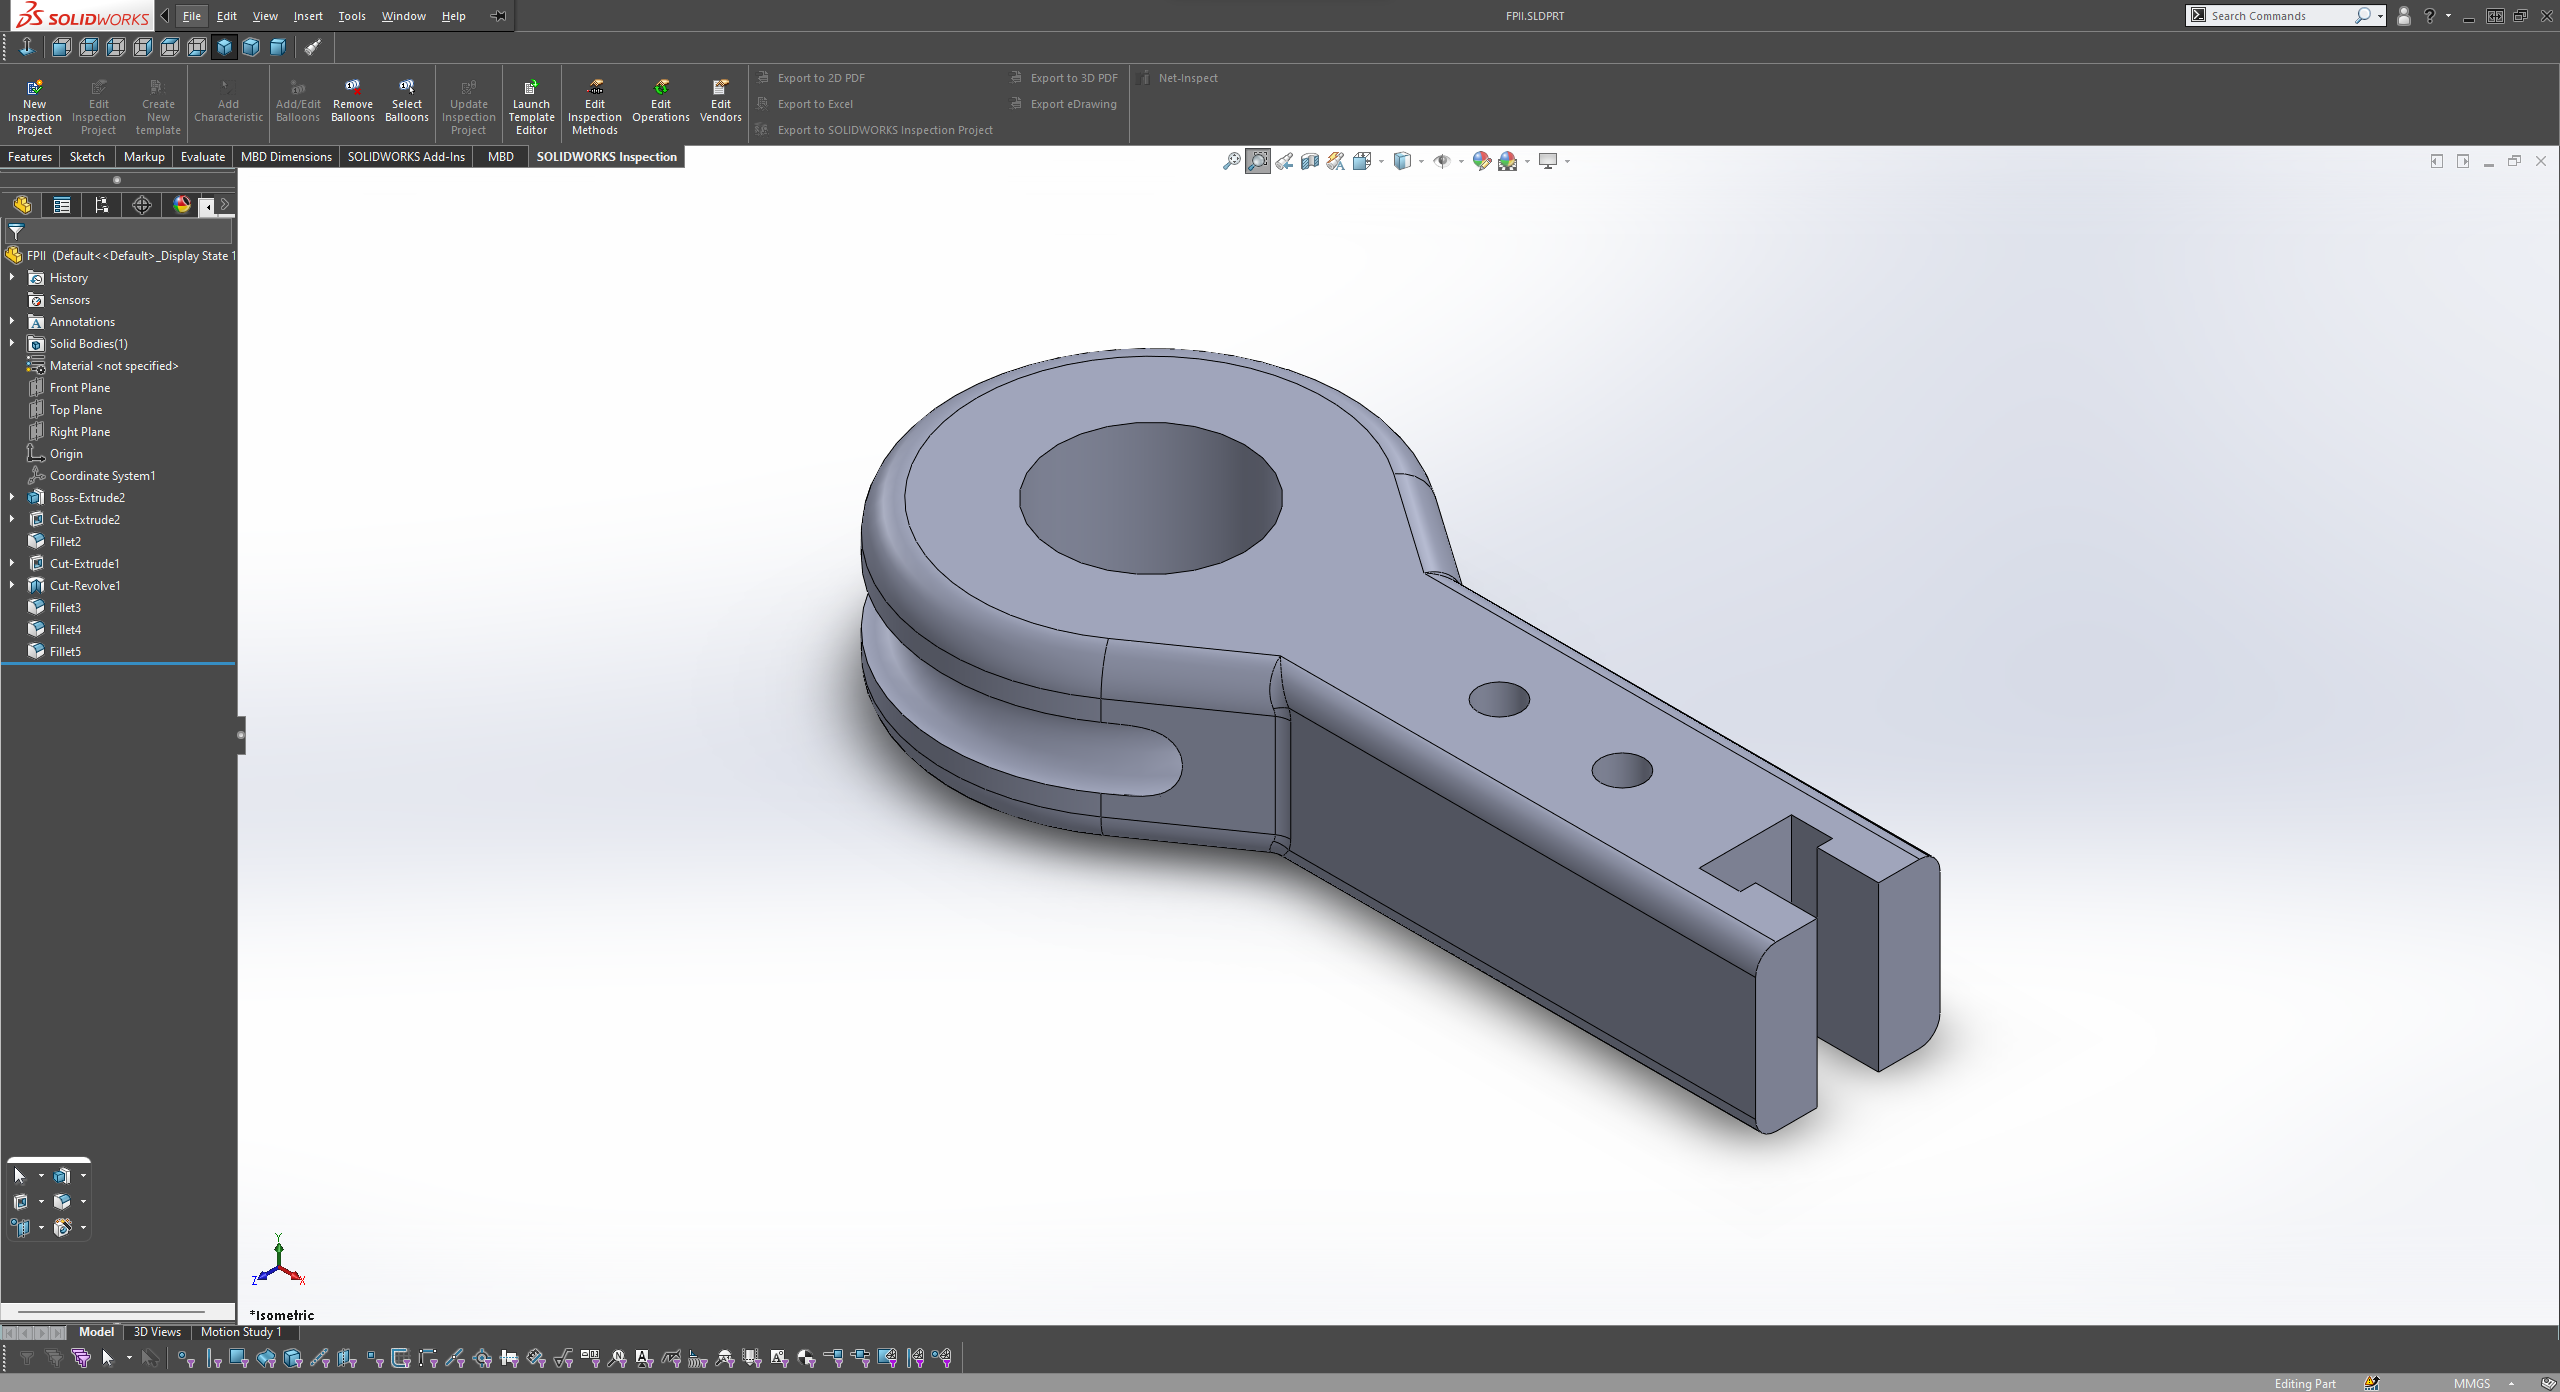 SOLIDWORKS File Edit View Insert Tools Window Help FPII.SLDPRT Search Commands
New Inspection Project
Edit Inspection Project
Create New template
Add Characteristic
Add/Edit Balloons
Remove Balloons
Select Balloons
Update Inspection Project
Launch Template Editor
Edit Inspection Methods
Edit Operations
Edit Vendors
Export to 2D PDF
Export to Excel
Export to SOLIDWORKS Inspection Project
Export to 3D PDF
Export eDrawing
Net-Inspect
Features Sketch Markup Evaluate MBD Dimensions SOLIDWORKS Add-Ins MBD SOLIDWORKS Inspection
FPII (Default<<Default>_Display State 1
History
Sensors
Annotations
Solid Bodies(1)
Material <not specified>
Front Plane
Top Plane
Right Plane
Origin
Coordinate System1
Boss-Extrude2
Cut-Extrude2
Fillet2
Cut-Extrude1
Cut-Revolve1
Fillet3
Fillet4
Fillet5
Y
Z X
*Isometric
Model 3D Views Motion Study 1
Editing Part MMGS